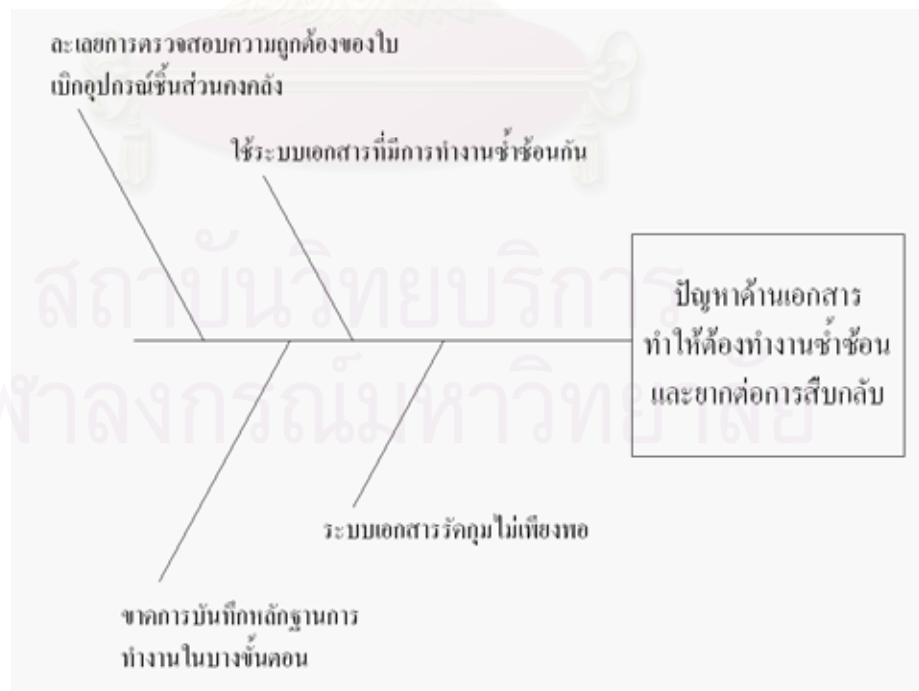 ละเลยการตรวจสอบความถูกต้องของใบ
เบิกอุปกรณ์ชิ้นส่วนคงคลัง
ใช้ระบบเอกสารที่มีการทำงานซ้ำซ้อนกัน
ปัญหาด้านเอกสาร
ทำให้ต้องทำงานซ้ำซ้อน
และยากต่อการสืบกลับ
ระบบเอกสารรัดกุมไม่เพียงพอ
ขาดการบันทึกหลักฐานการ
ทำงานในบางขั้นตอน
สถาบันวิทยบริการ
ฬาลงกรณ์มหาวิทยาลัย